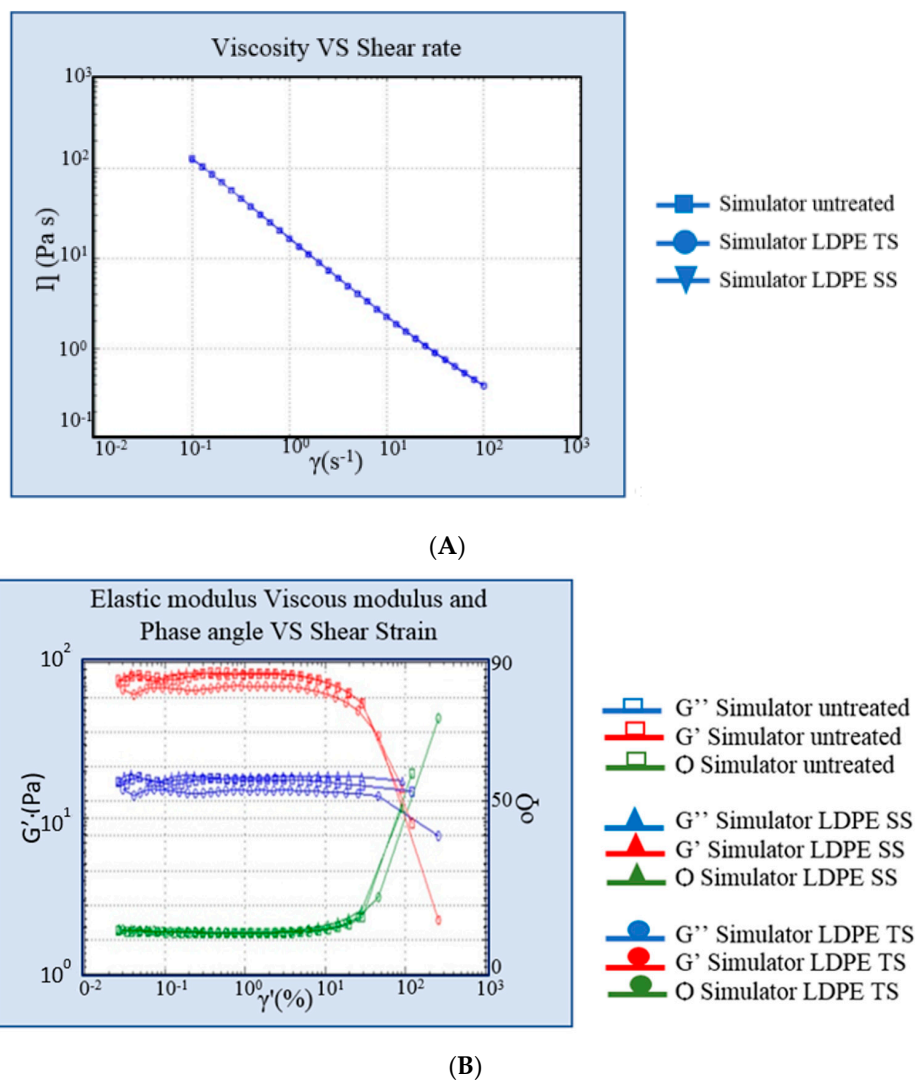 Viscosity VS Shear rate
10³
10²
10¹
10⁰
10⁻¹
Ƞ (Pa s)
10⁻² 10⁻¹ 10⁰ 10¹ 10² 10³
γ(s⁻¹)
Simulator untreated
Simulator LDPE TS
Simulator LDPE SS
(A)
Elastic modulus Viscous modulus and
Phase angle VS Shear Strain
10² 90
10¹ 50
10⁰ 0
G'·(Pa)
0⁻² 10⁻¹ 10⁰ 10¹ 10² 10³
γ'(%)
G'' Simulator untreated
G' Simulator untreated
Simulator untreated
G'' Simulator LDPE SS
G' Simulator LDPE SS
Simulator LDPE SS
G'' Simulator LDPE TS
G' Simulator LDPE TS
Simulator LDPE TS
(B)